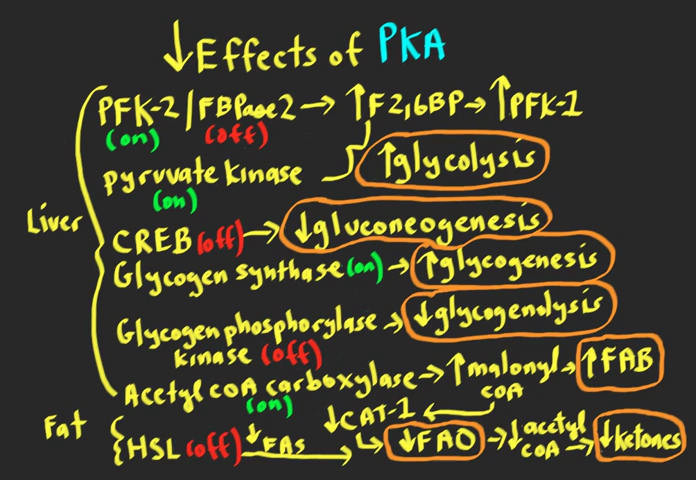 ↓Effects of PKA
PFK-2/FBPase2 → ↑F2,6BP → ↑PFK-1
(on) (off)
pyruvate kinase ↑glycolysis
(on)
Liver
CREB (off) → ↓gluconeogenesis
Glycogen synthase (on) → ↑glycogenesis
Glycogen phosphorylase → ↓glycogenolysis
kinase (off)
Acetyl coA carboxylase → ↑malonyl → ↑FAB
(on) coA
↓CAT-1 ←
Fat {HSL (off) ↓FAs → ↓FAO → ↓acetyl coA → ↓ketones